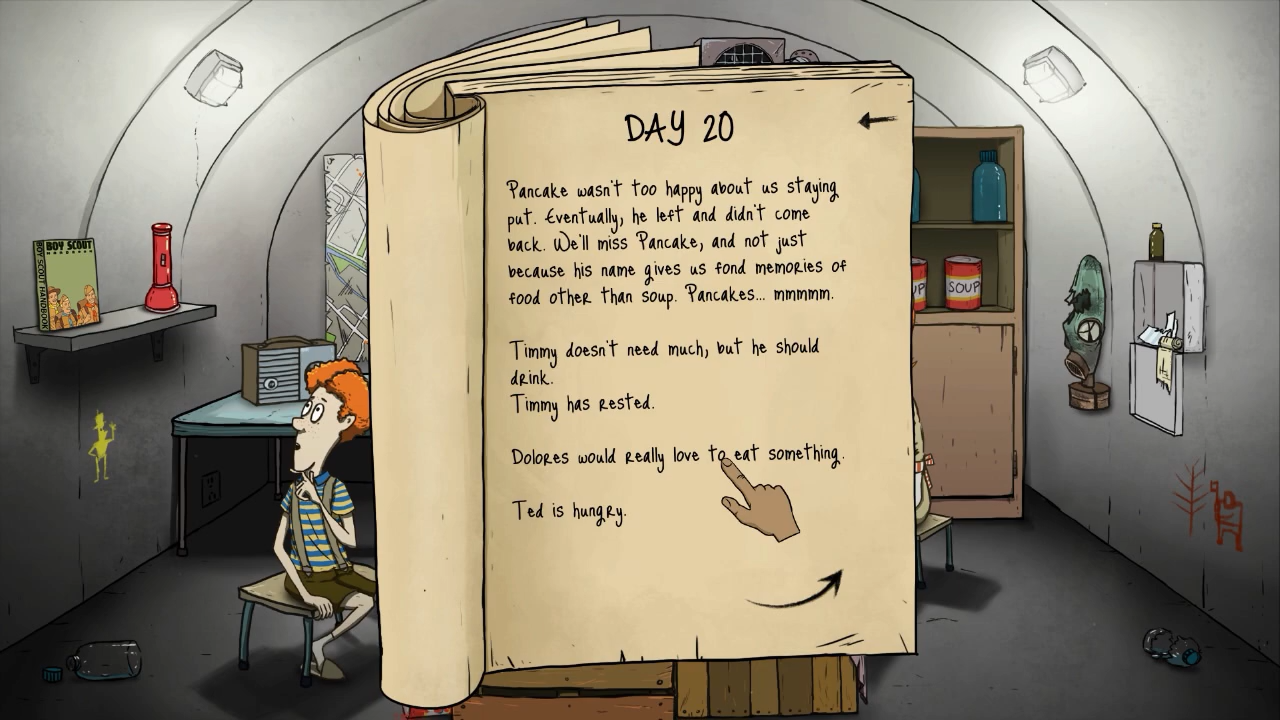 DAY 20
Pancake wasn't too happy about us staying
put. Eventually, he left and didn't come
back. We'll miss Pancake, and not just
because his name gives us fond memories of
food other than soup. Pancakes... mmmmm.
Timmy doesn't need much, but he should
drink.
Timmy has rested.
Dolores would really love to eat something.
Ted is hungry.
BOY SCOUT
BOY SCOUT HANDBOOK
UP
SOUP